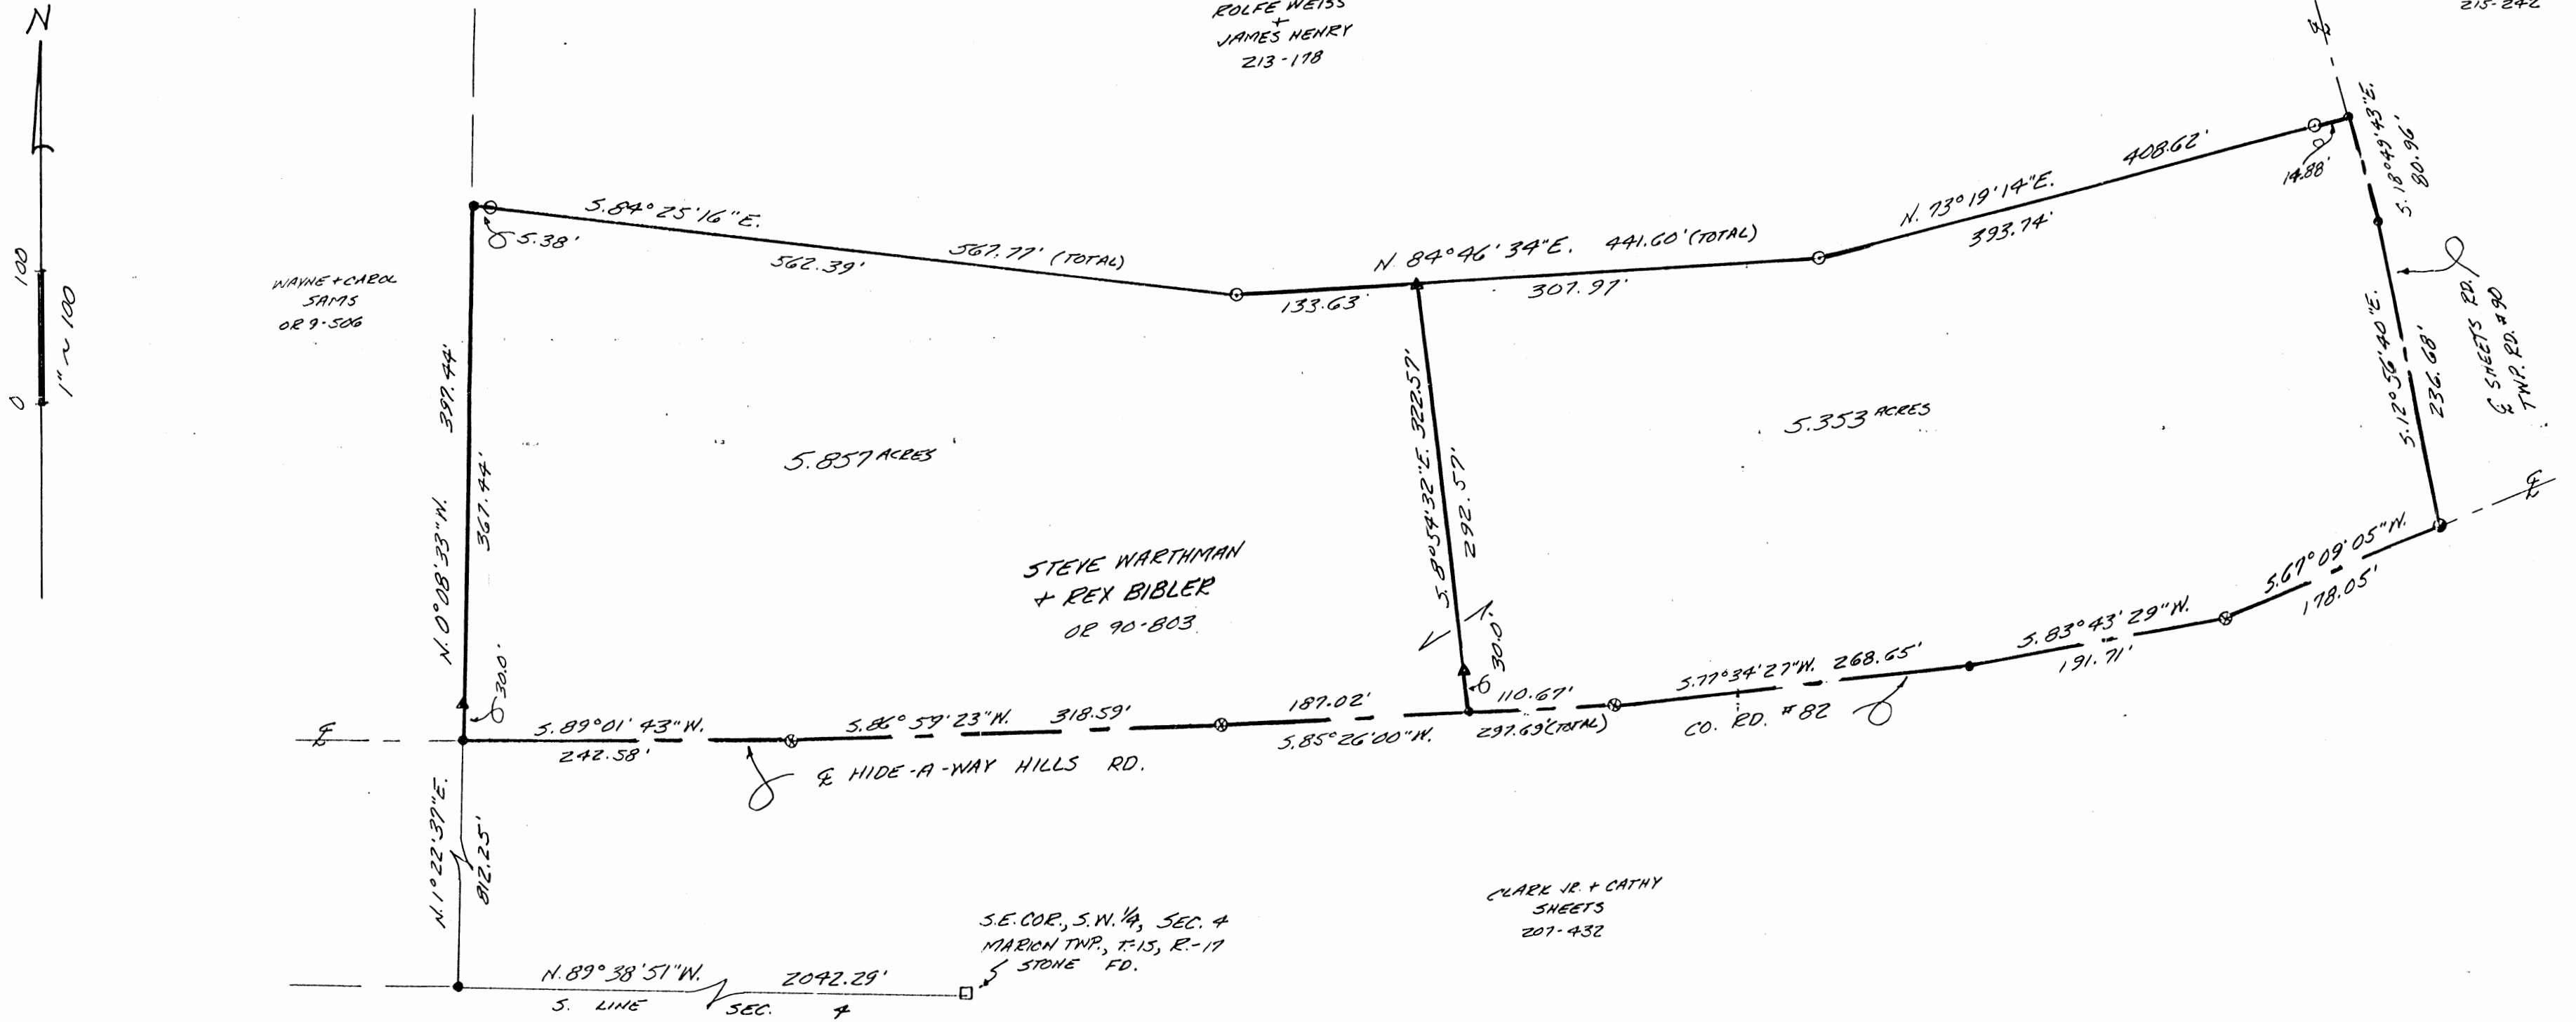 N
ROLFE WEISS
+
JAMES HENRY
213-178
215-242
℄
WAYNE + CAROL
SAMS
OR 9-506
100
0
1" ~ 100
S. 84° 25' 16" E.
5.38'
567.77' (TOTAL)
562.39'
N. 84° 46' 34" E. 441.60' (TOTAL)
133.63'
307.97'
N. 73° 19' 14" E.
408.62'
393.74'
14.88'
S. 18° 49' 43" E.
80.96'
S. 12° 56' 40" E.
236.68'
℄ SHEETS RD.
TWP. RD. #90
N. 0° 08' 33" W. 397.44'
367.44'
30.0'
5.857 ACRES
5.353 ACRES
S. 8° 54' 32" E. 322.57'
292.57'
30.0'
STEVE WARTHMAN
+ REX BIBLER
OR 90-803
℄
S. 67° 09' 05" W.
178.05'
S. 83° 43' 29" W.
191.71'
S. 77° 34' 27" W. 268.65'
CO. RD. #82
110.67'
297.69' (TOTAL)
187.02'
S. 85° 26' 00" W.
S. 86° 59' 23" W. 318.59'
S. 89° 01' 43" W.
242.58'
℄
℄ HIDE-A-WAY HILLS RD.
N. 1° 22' 37" E.
812.25'
CLARK JR. + CATHY
SHEETS
207-432
S.E. COR., S.W. 1/4, SEC. 4
MARION TWP., T-15, R.-17
STONE FD.
N. 89° 38' 51" W. 2042.29'
S. LINE SEC. 4